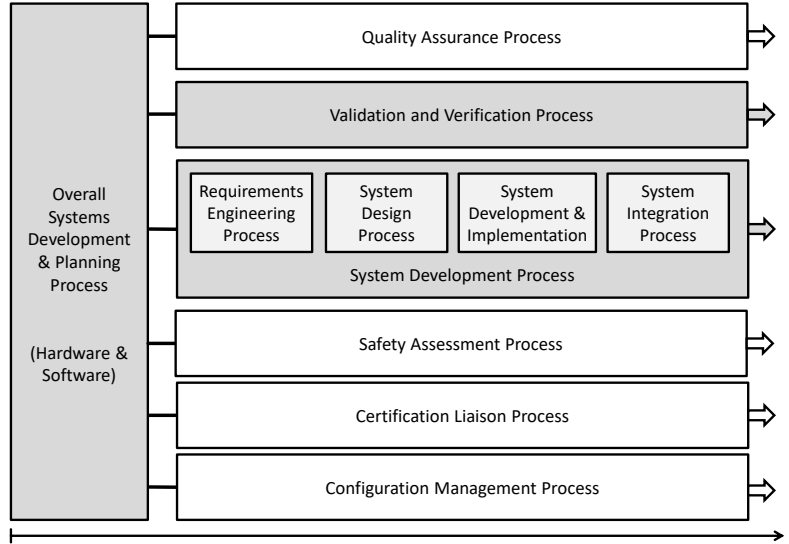 Overall
Systems
Development
& Planning
Process
(Hardware &
Software)
Quality Assurance Process
Validation and Verification Process
Requirements
Engineering
Process
System
Design
Process
System
Development &
Implementation
System
Integration
Process
System Development Process
Safety Assessment Process
Certification Liaison Process
Configuration Management Process